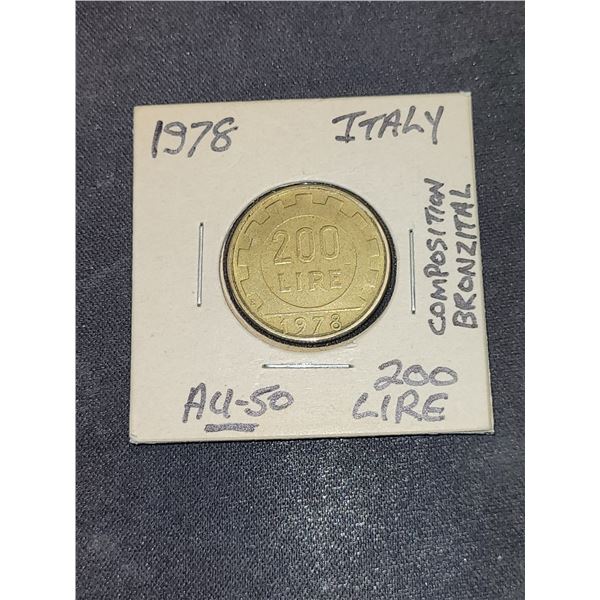 1978 ITALY
COMPOSITION
BRONZITAL
200
LIRE
1978
AU-50
200
LIRE